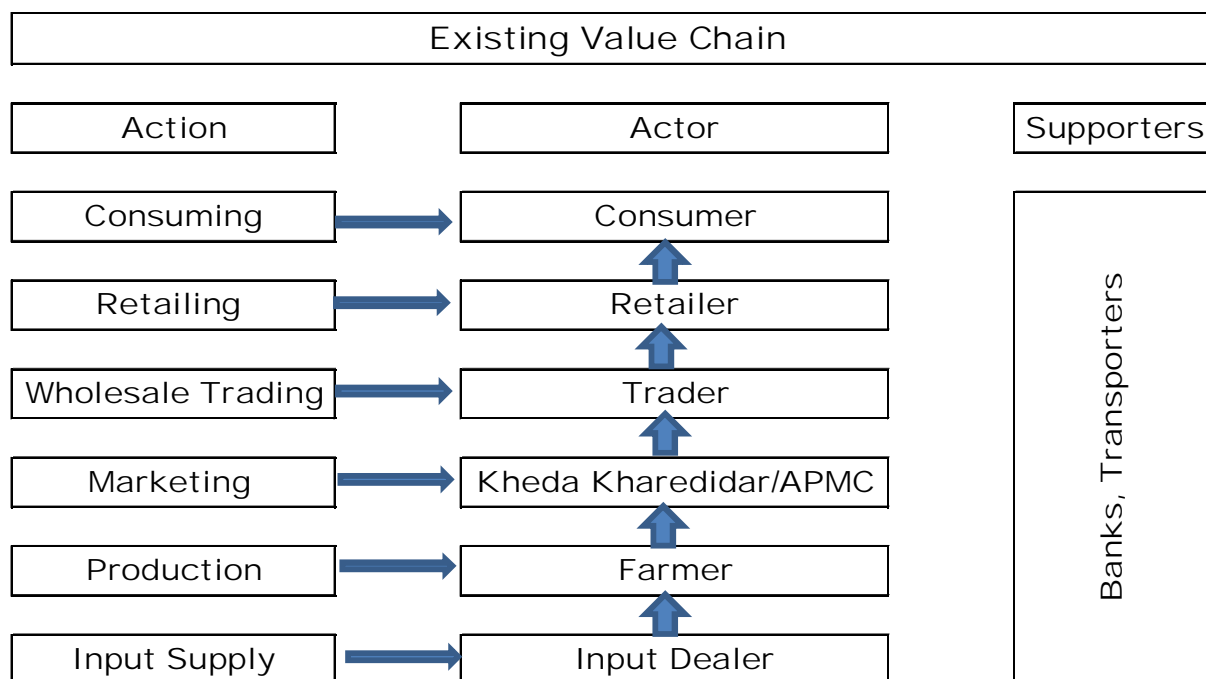 Existing Value Chain
Action
Actor
Supporters
Consuming
Consumer
Retailing
Retailer
Wholesale Trading
Trader
Marketing
Kheda Kharedidar/APMC
Production
Farmer
Input Supply
Input Dealer
Banks, Transporters